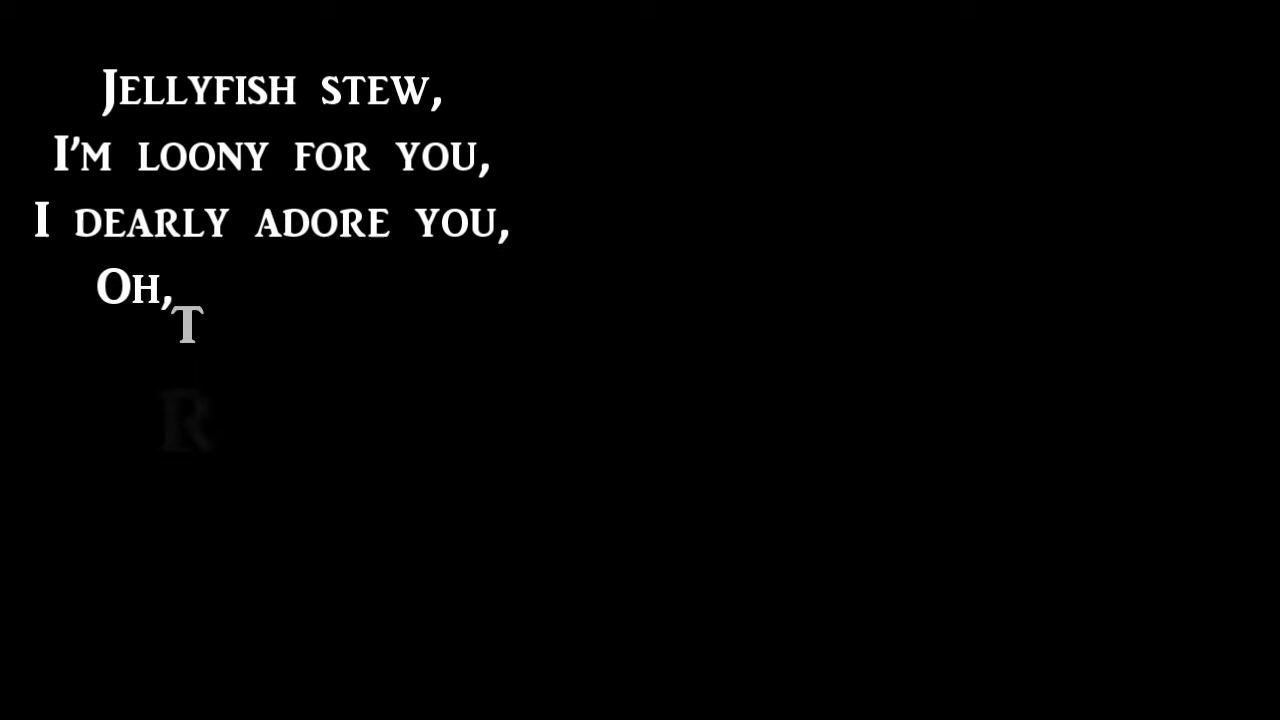 Jellyfish stew,
I'm loony for you,
I dearly adore you,
Oh,
T
R